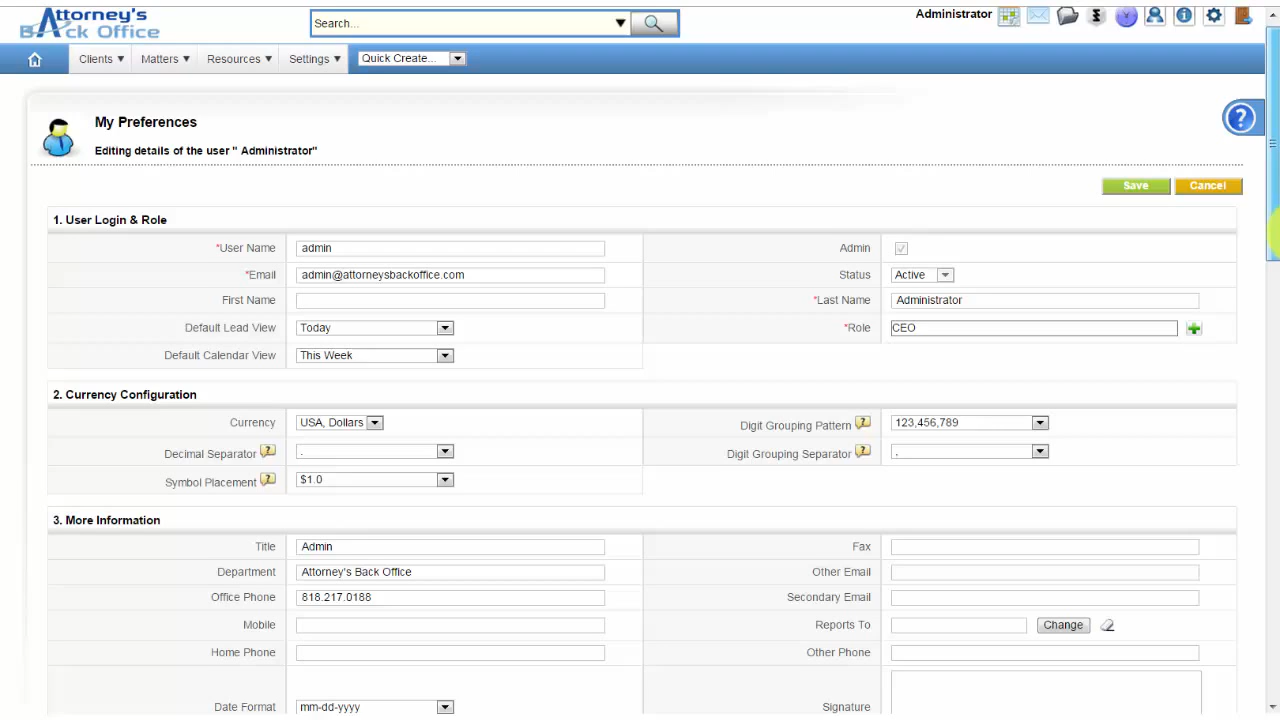 Attorney's
Back Office
Search...
Administrator
Clients
Matters
Resources
Settings
Quick Create...
My Preferences
Editing details of the user " Administrator"
Save
Cancel
1. User Login & Role
*User Name
admin
Admin
*Email
admin@attorneysbackoffice.com
Status
Active
First Name
*Last Name
Administrator
Default Lead View
Today
*Role
CEO
Default Calendar View
This Week
2. Currency Configuration
Currency
USA, Dollars
Digit Grouping Pattern
123,456,789
Decimal Separator
.
Digit Grouping Separator
,
Symbol Placement
$1.0
3. More Information
Title
Admin
Fax
Department
Attorney's Back Office
Other Email
Office Phone
818.217.0188
Secondary Email
Mobile
Reports To
Change
Home Phone
Other Phone
Date Format
mm-dd-yyyy
Signature